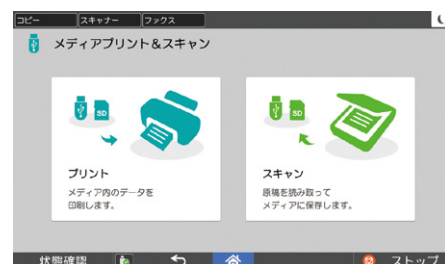 コピー
スキャナー
ファクス
メディアプリント&スキャン
SD
SD
プリント
メディア内のデータを
印刷します。
スキャン
原稿を読み取って
メディアに保存します。
状態確認
ストップ